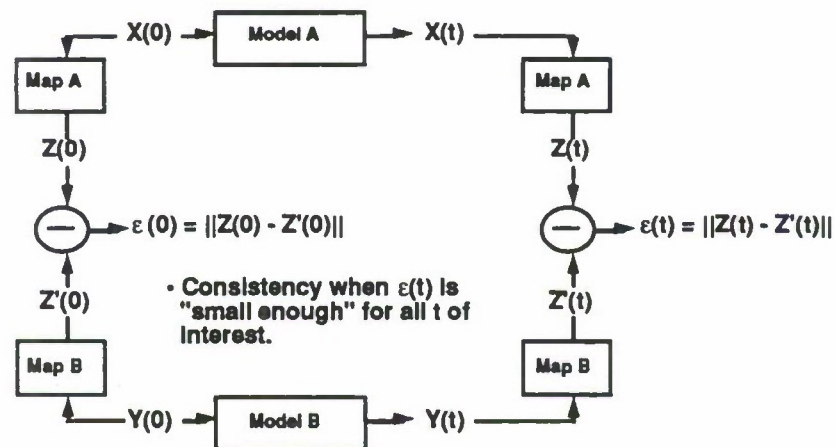 X(0) Model A X(t)
Map A Map A
Z(0) Z(t)
— ε(0) = ||Z(0) - Z'(0)|| — ε(t) = ||Z(t) - Z'(t)||
Z'(0) Z'(t)
• Consistency when ε(t) is
"small enough" for all t of
interest.
Map B Map B
Y(0) Model B Y(t)